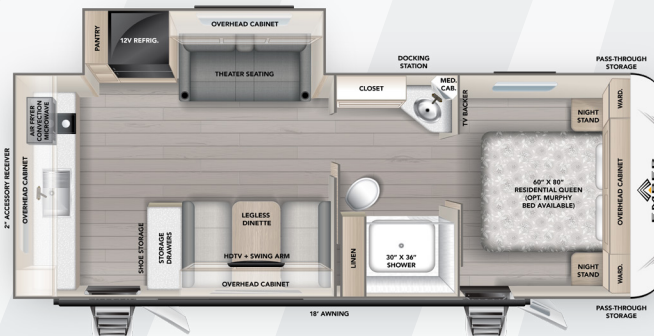 OVERHEAD CABINET
PANTRY
12V REFRIG.
THEATER SEATING
DOCKING
STATION
PASS-THROUGH
STORAGE
CLOSET
MED.
CAB.
TV BACKER
WARD.
NIGHT
STAND
AIR FRYER
CONVECTION
MICROWAVE
2" ACCESSORY RECEIVER
OVERHEAD CABINET
60" X 80"
RESIDENTIAL QUEEN
(OPT. MURPHY
BED AVAILABLE)
OVERHEAD CABINET
LEGLESS
DINETTE
SHOE STORAGE
STORAGE
DRAWERS
HDTV + SWING ARM
OVERHEAD CABINET
LINEN
30" X 36"
SHOWER
NIGHT
STAND
WARD.
18' AWNING
PASS-THROUGH
STORAGE